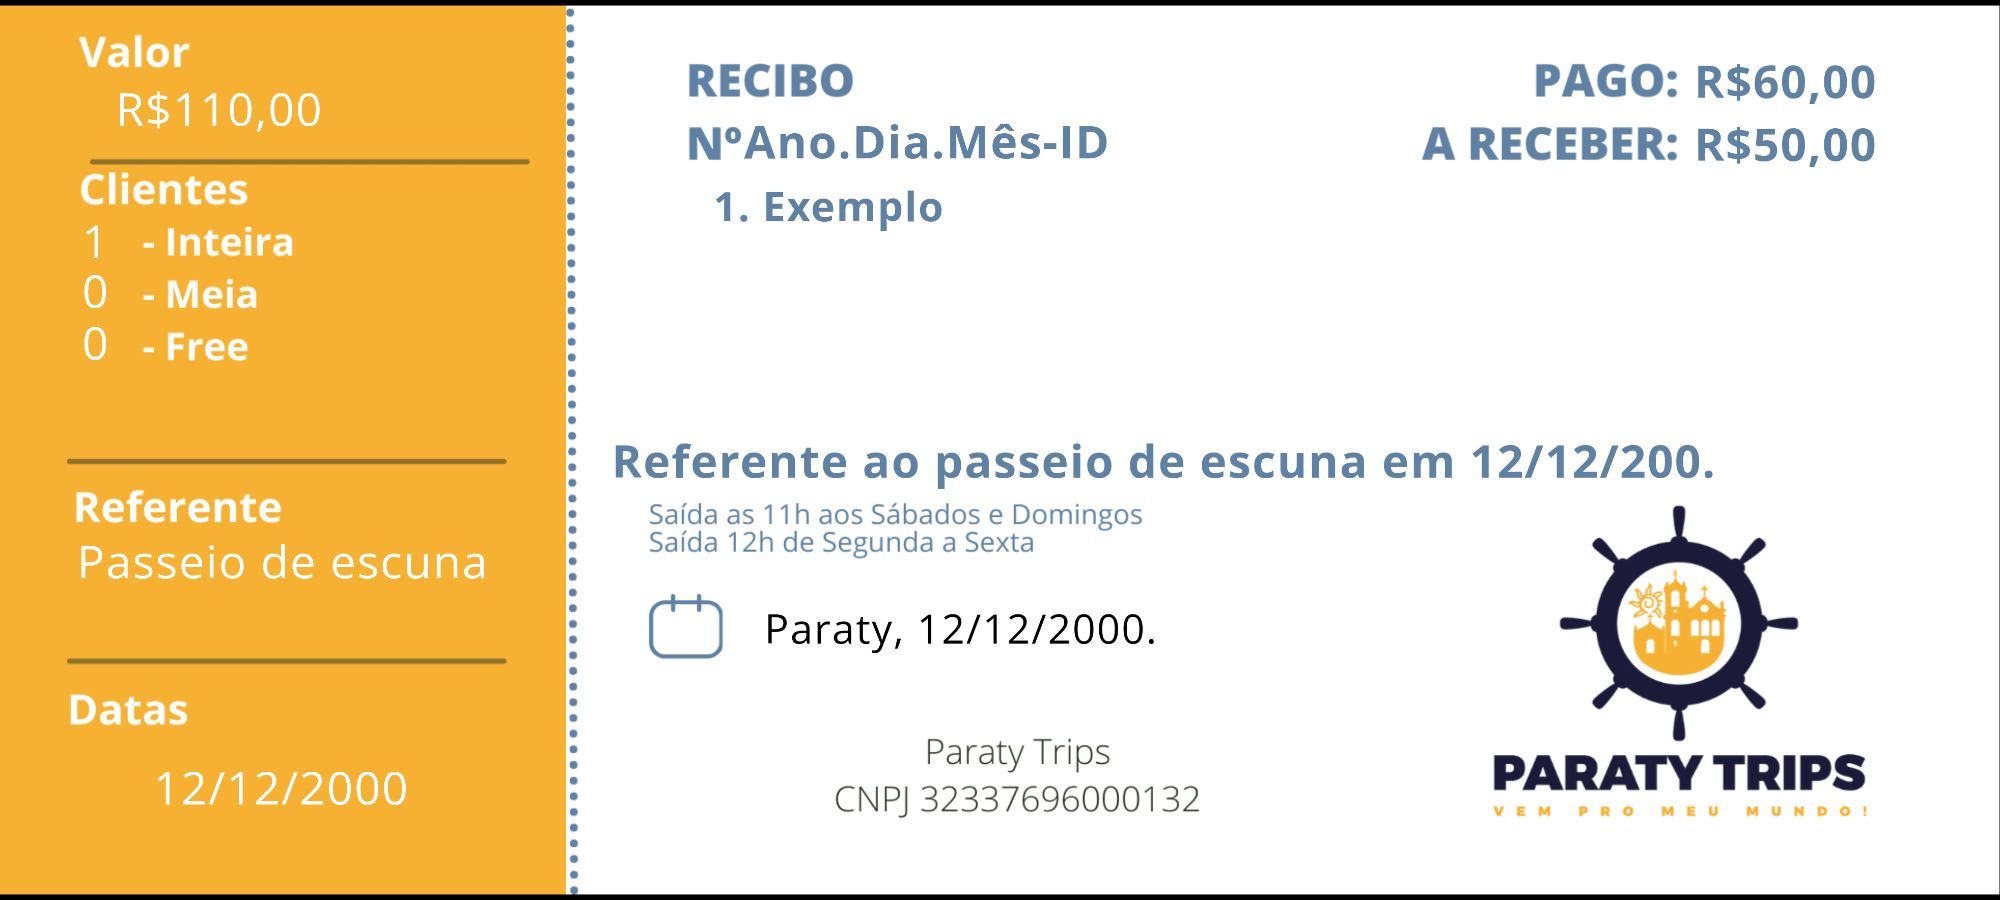 Valor
R$110,00
Clientes
1 - Inteira
0 - Meia
0 - Free
Referente
Passeio de escuna
Datas
12/12/2000
RECIBO
NºAno.Dia.Mês-ID
1. Exemplo
PAGO: R$60,00
A RECEBER: R$50,00
Referente ao passeio de escuna em 12/12/200.
Saída as 11h aos Sábados e Domingos
Saída 12h de Segunda a Sexta
Paraty, 12/12/2000.
Paraty Trips
CNPJ 32337696000132
PARATY TRIPS
VEM PRO MEU MUNDO!